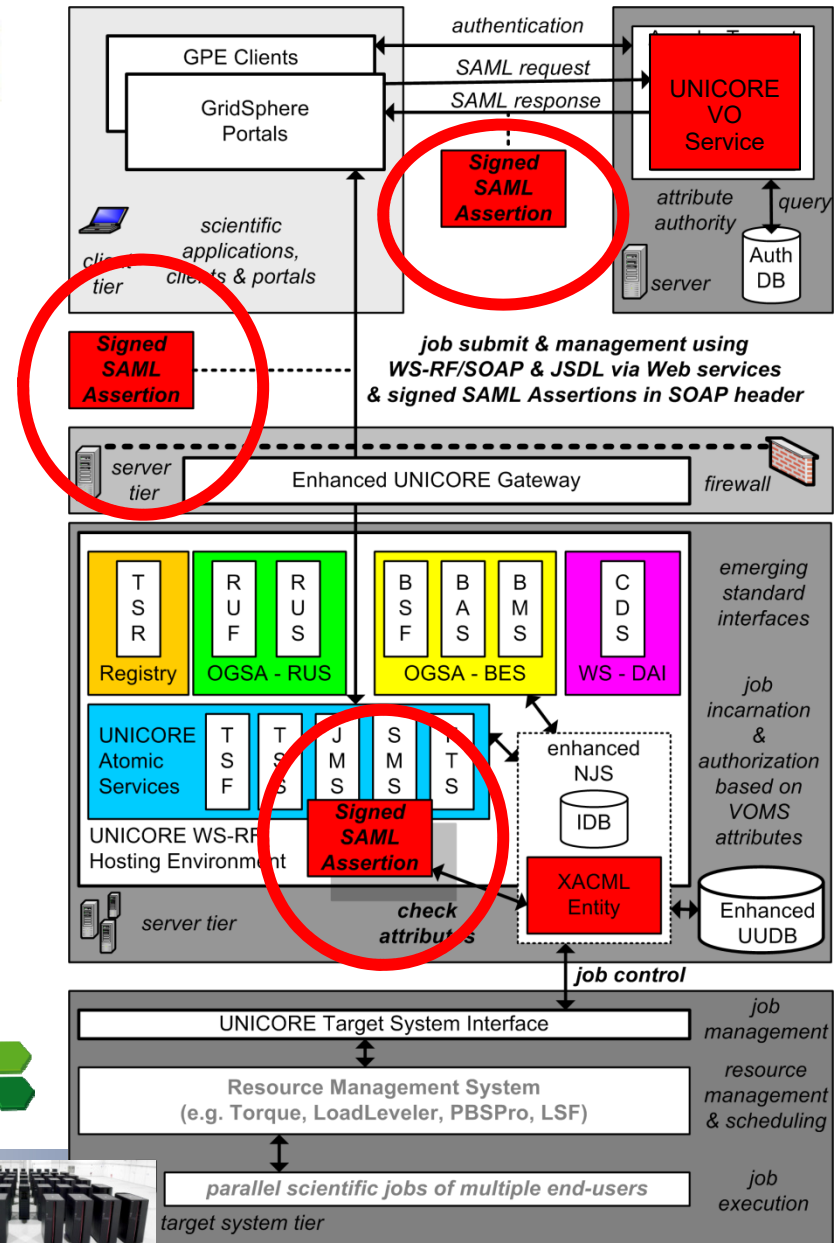 authentication
GPE Clients
SAML request
SAML response
GridSphere
Portals
UNICORE
VO
Service
Signed
SAML
Assertion
attribute
authority
query
scientific
applications,
clients & portals
client
tier
server
Auth
DB
Signed
SAML
Assertion
job submit & management using
WS-RF/SOAP & JSDL via Web services
& signed SAML Assertions in SOAP header
server
tier
Enhanced UNICORE Gateway
firewall
T
S
R
Registry
R
U
F
R
U
S
OGSA - RUS
B
S
F
B
A
S
B
M
S
OGSA - BES
C
D
S
WS - DAI
emerging
standard
interfaces
UNICORE
Atomic
Services
T
S
F
T
S
S
J
M
S
S
M
S
T
S
enhanced
NJS
IDB
job
incarnation
&
authorization
based on
VOMS
attributes
UNICORE WS-RF
Hosting Environment
Signed
SAML
Assertion
XACML
Entity
Enhanced
UUDB
server tier
check
attributes
job control
UNICORE Target System Interface
job
management
Resource Management System
(e.g. Torque, LoadLeveler, PBSPro, LSF)
resource
management
& scheduling
parallel scientific jobs of multiple end-users
job
execution
target system tier